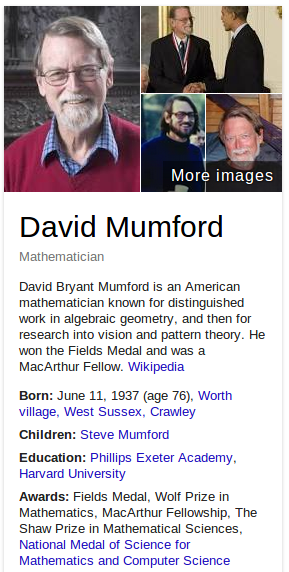 More images
David Mumford
Mathematician
David Bryant Mumford is an American
mathematician known for distinguished
work in algebraic geometry, and then for
research into vision and pattern theory. He
won the Fields Medal and was a
MacArthur Fellow. Wikipedia
Born: June 11, 1937 (age 76), Worth
village, West Sussex, Crawley
Children: Steve Mumford
Education: Phillips Exeter Academy,
Harvard University
Awards: Fields Medal, Wolf Prize in
Mathematics, MacArthur Fellowship, The
Shaw Prize in Mathematical Sciences,
National Medal of Science for
Mathematics and Computer Science